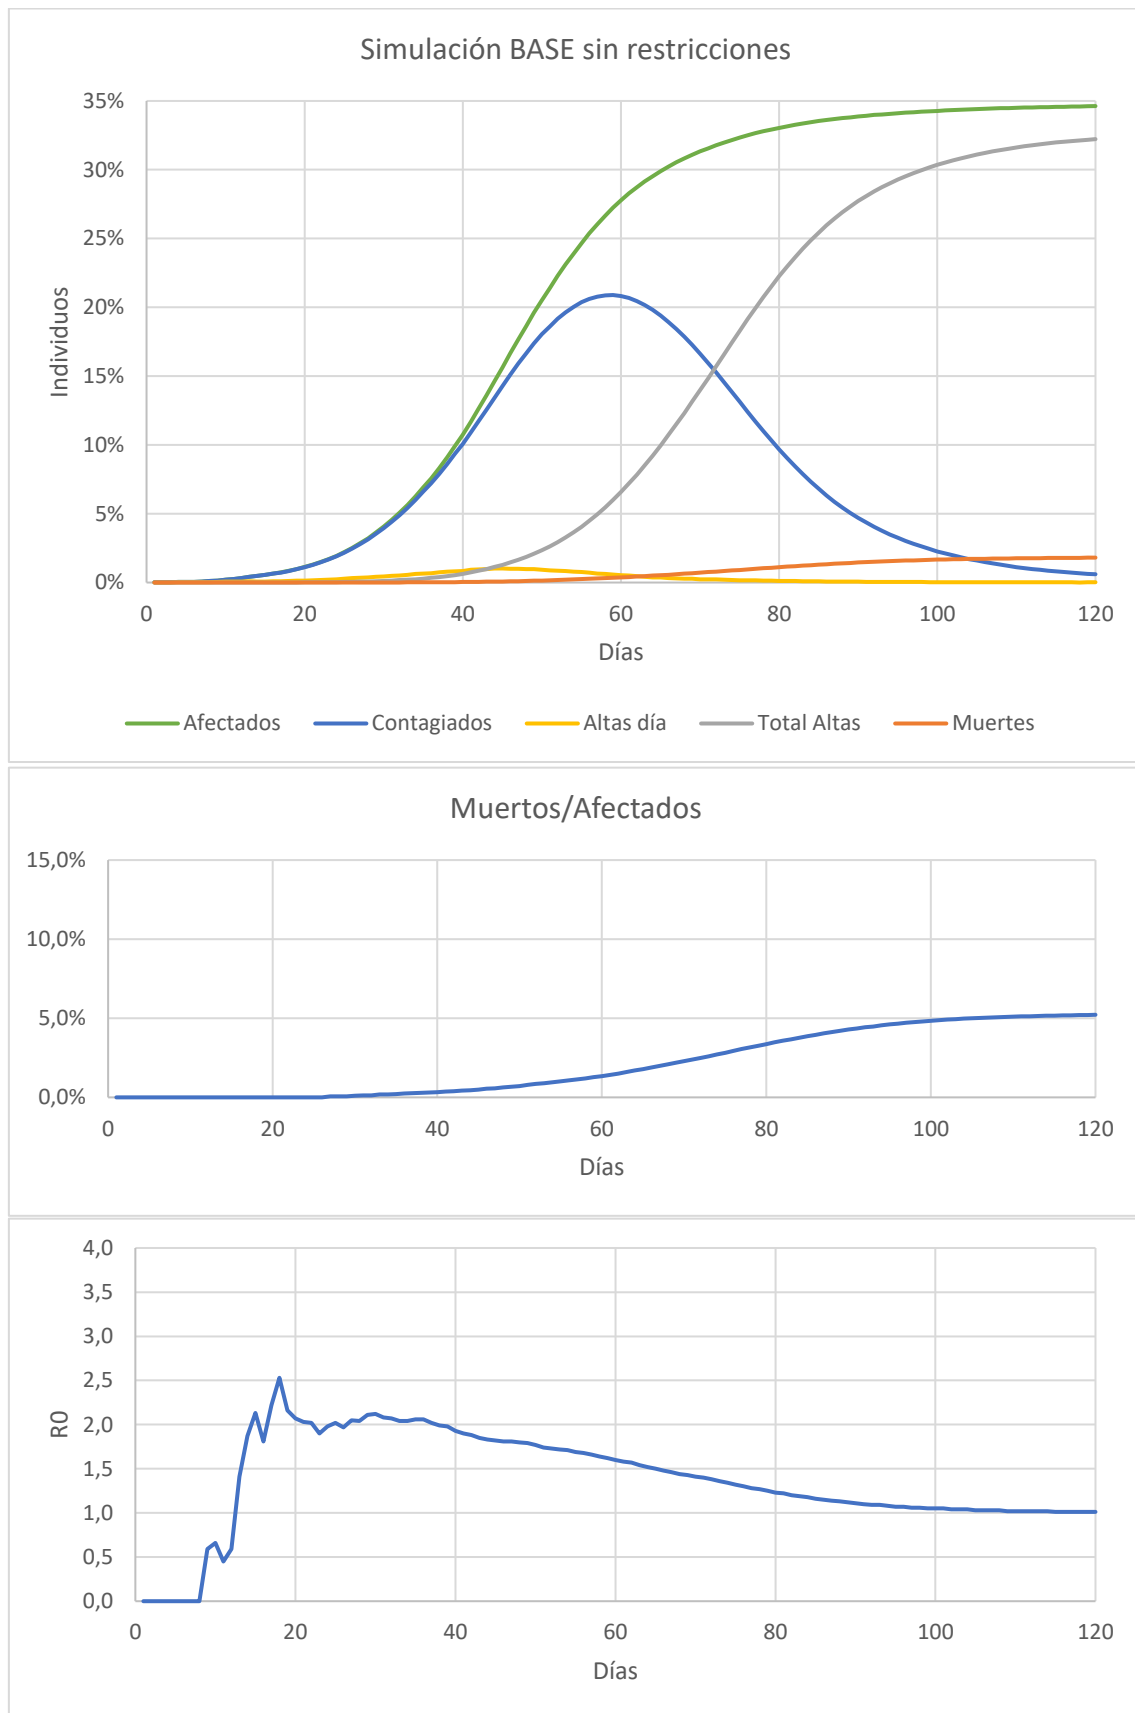 Simulación BASE sin restricciones
35%
30%
25%
20%
15%
10%
5%
0%
Individuos
0 20 40 60 80 100 120
Días
Afectados Contagiados Altas día Total Altas Muertes
Muertos/Afectados
15,0%
10,0%
5,0%
0,0%
0 20 40 60 80 100 120
Días
4,0
3,5
3,0
2,5
2,0
1,5
1,0
0,5
0,0
R0
0 20 40 60 80 100 120
Días